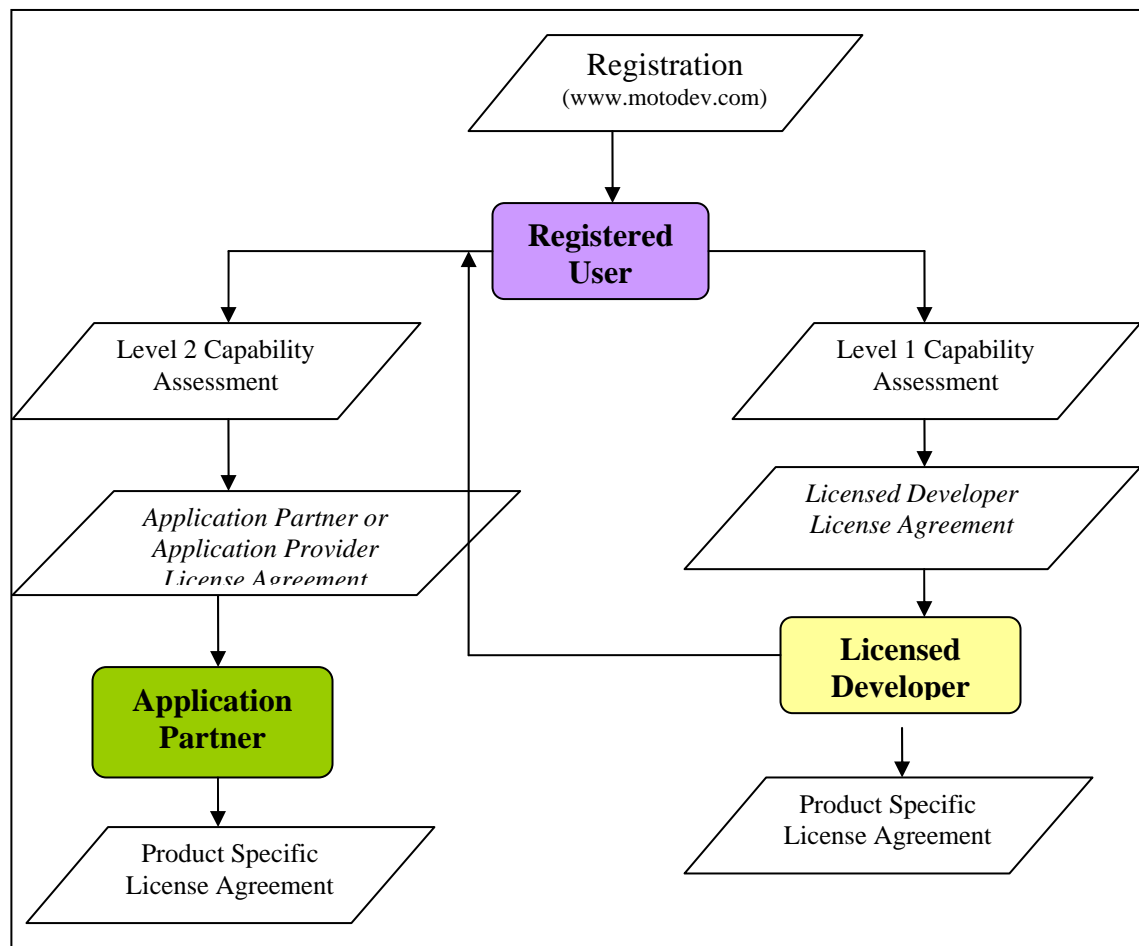 Registration
(www.motodev.com)
Registered
User
Level 2 Capability
Assessment
Level 1 Capability
Assessment
Application Partner or
Application Provider
License Agreement
Licensed Developer
License Agreement
Application
Partner
Licensed
Developer
Product Specific
License Agreement
Product Specific
License Agreement